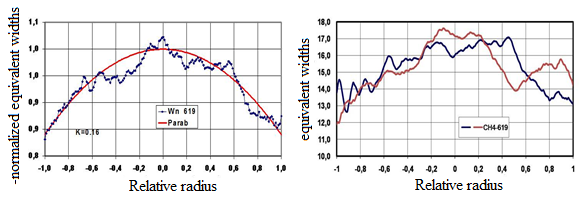 -normalized equivalent widths
1,1
1,1
1,0
1,0
0,9
0,9
0,8
Wn 619
Parab
K=0.16
-1,0 -0,8 -0,6 -0,4 -0,2 0,0 0,2 0,4 0,6 0,8 1,0
Relative radius
equivalent widths
18,0
17,0
16,0
15,0
14,0
13,0
12,0
11,0
10,0
CH4-619
-1 -0,8 -0,6 -0,4 -0,2 0 0,2 0,4 0,6 0,8 1
Relative radius